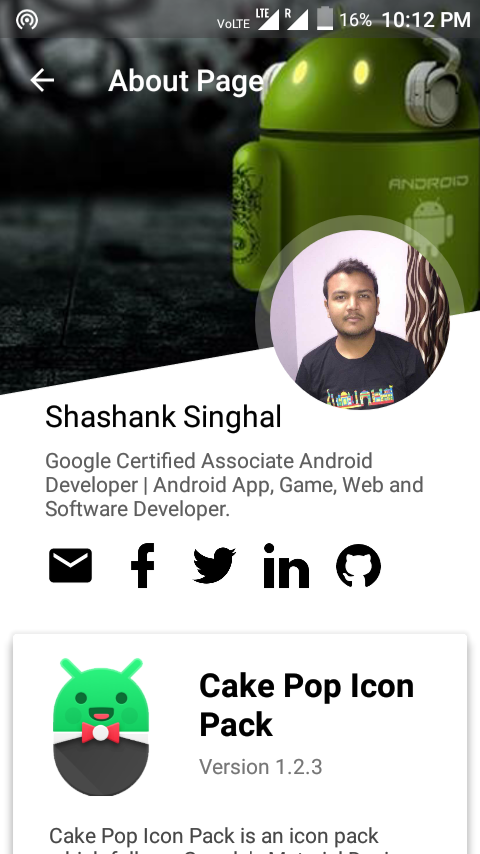 VoLTE LTE R 16% 10:12 PM
About Page
ANDROID
Shashank Singhal
Google Certified Associate Android
Developer | Android App, Game, Web and
Software Developer.
Cake Pop Icon
Pack
Version 1.2.3
Cake Pop Icon Pack is an icon pack